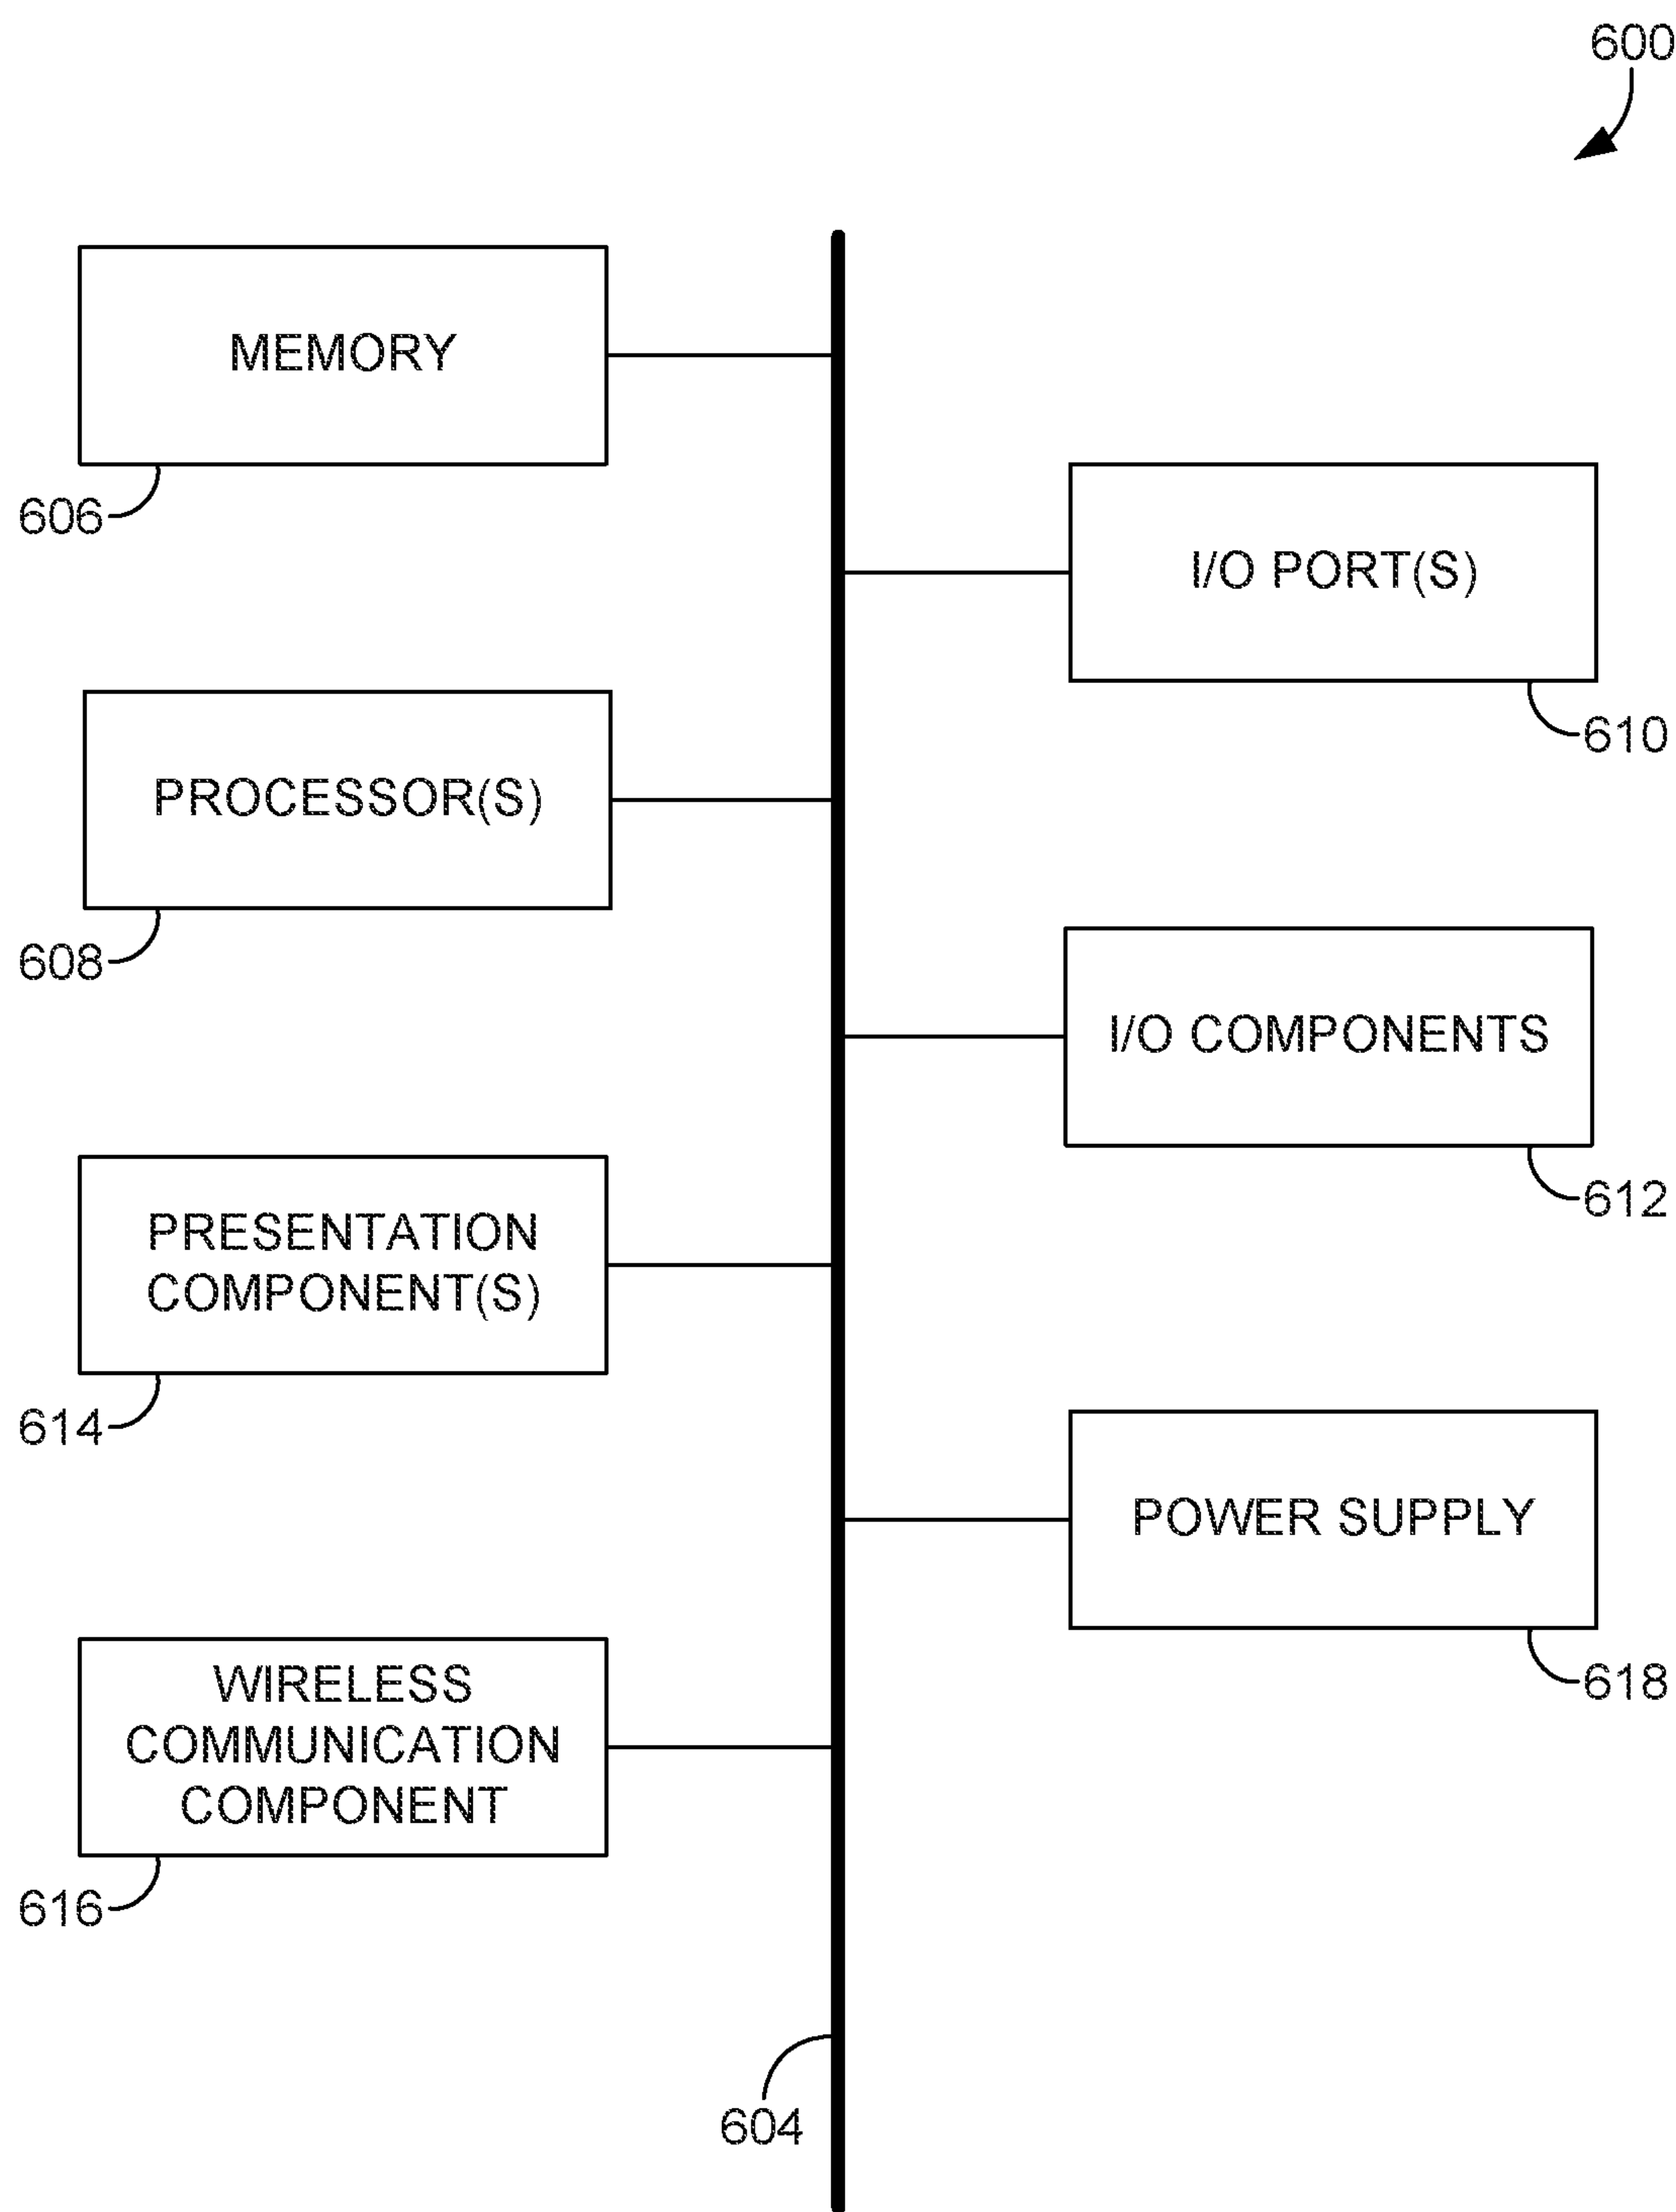 600
MEMORY
606
I/O PORT(S)
610
PROCESSOR(S)
608
I/O COMPONENTS
612
PRESENTATION
COMPONENT(S)
614
POWER SUPPLY
618
WIRELESS
COMMUNICATION
COMPONENT
616
604